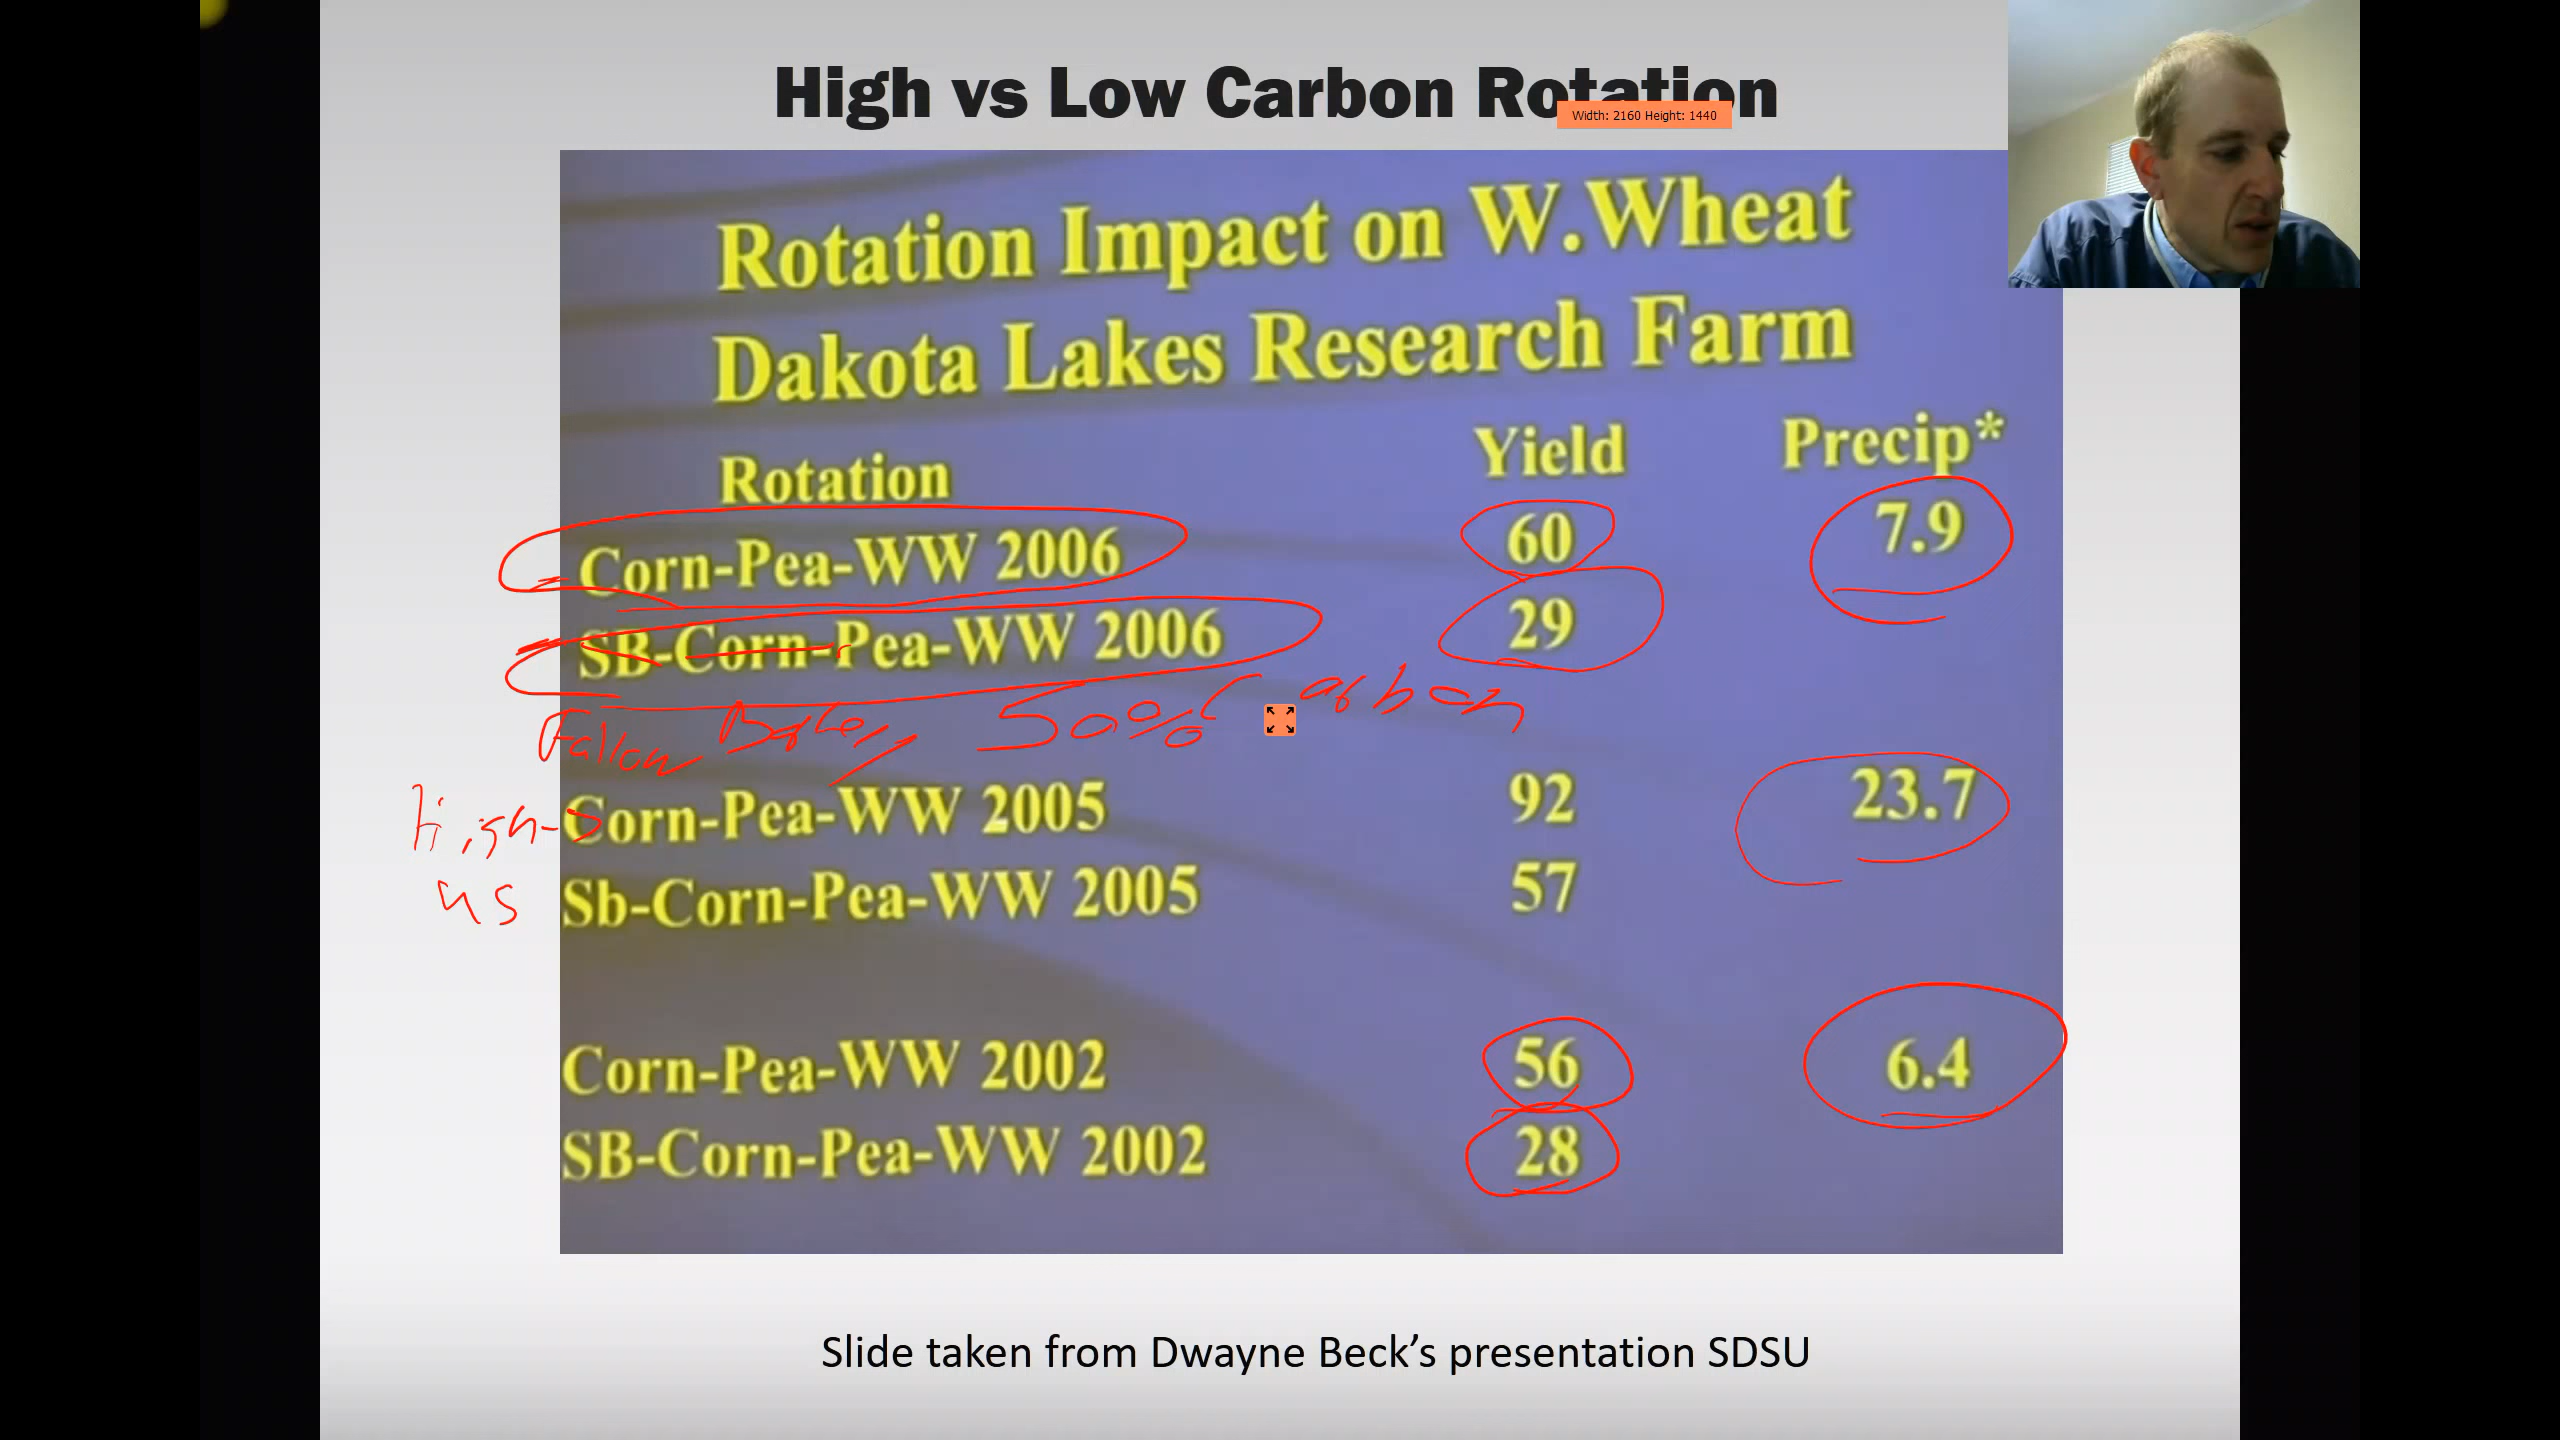 High vs Low Carbon Rotation
Width: 2160 Height: 1440
Rotation Impact on W.Wheat
Dakota Lakes Research Farm
Rotation Yield Precip*
Corn-Pea-WW 2006 60 7.9
SB-Corn-Pea-WW 2006 29
Fallow 50% Carbon
High- Corn-Pea-WW 2005 92 23.7
Sb-Corn-Pea-WW 2005 57
Corn-Pea-WW 2002 56 6.4
SB-Corn-Pea-WW 2002 28
Slide taken from Dwayne Beck’s presentation SDSU